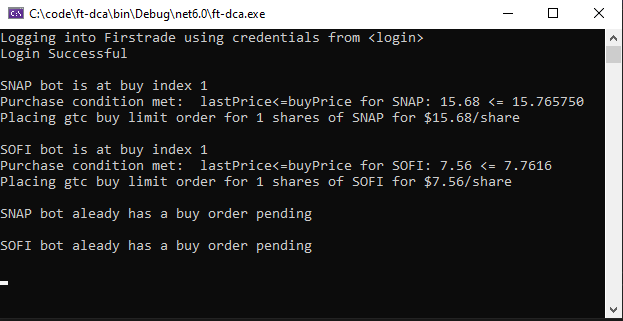 C:\code\ft-dca\bin\Debug\net6.0\ft-dca.exe
Logging into Firstrade using credentials from <login>
Login Successful
SNAP bot is at buy index 1
Purchase condition met:  lastPrice<=buyPrice for SNAP: 15.68 <= 15.765750
Placing gtc buy limit order for 1 shares of SNAP for $15.68/share
SOFI bot is at buy index 1
Purchase condition met:  lastPrice<=buyPrice for SOFI: 7.56 <= 7.7616
Placing gtc buy limit order for 1 shares of SOFI for $7.56/share
SNAP bot aleady has a buy order pending
SOFI bot aleady has a buy order pending